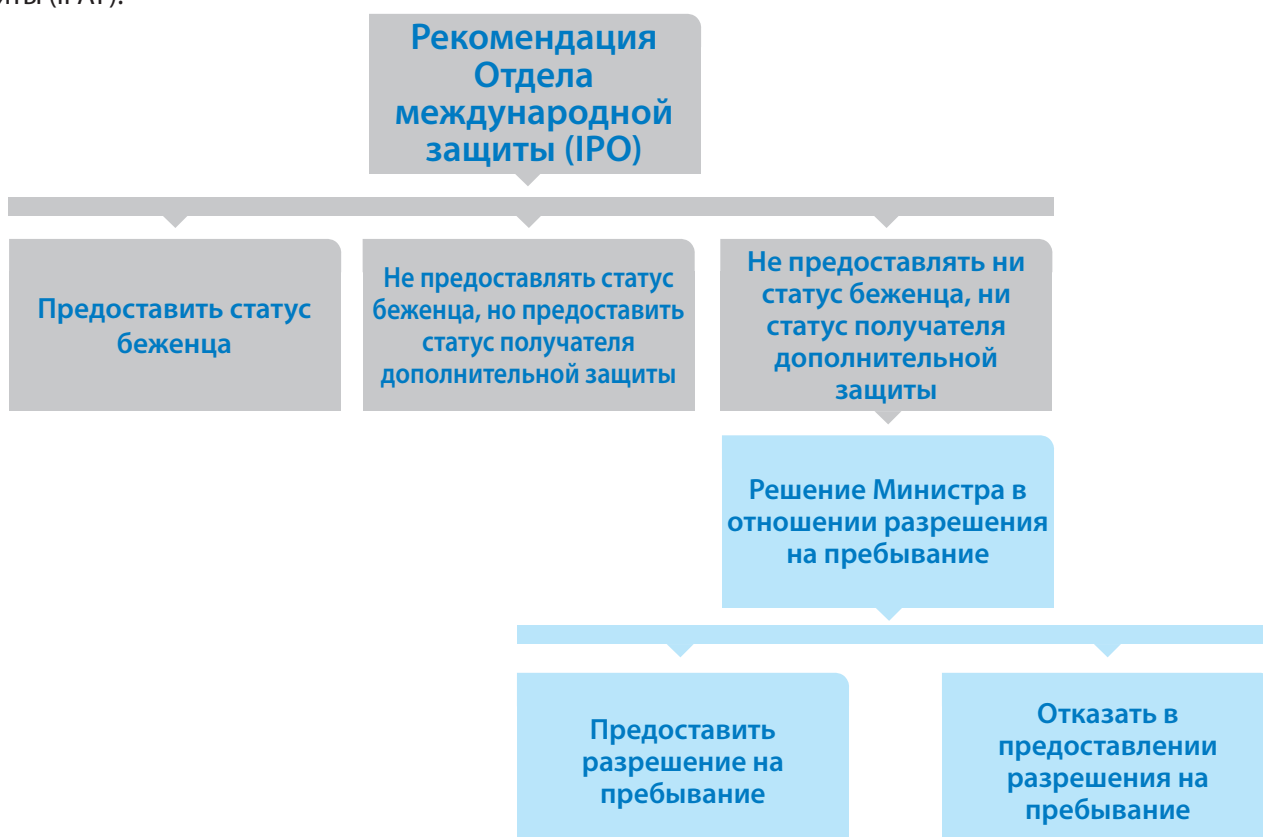 (IPAT).
Рекомендация
Отдела
международной
защиты (IPO)
Предоставить статус
беженца
Не предоставлять статус
беженца, но предоставить
статус получателя
дополнительной защиты
Не предоставлять ни
статус беженца, ни
статус получателя
дополнительной
защиты
Решение Министра в
отношении разрешения
на пребывание
Предоставить
разрешение на
пребывание
Отказать в
предоставлении
разрешения на
пребывание